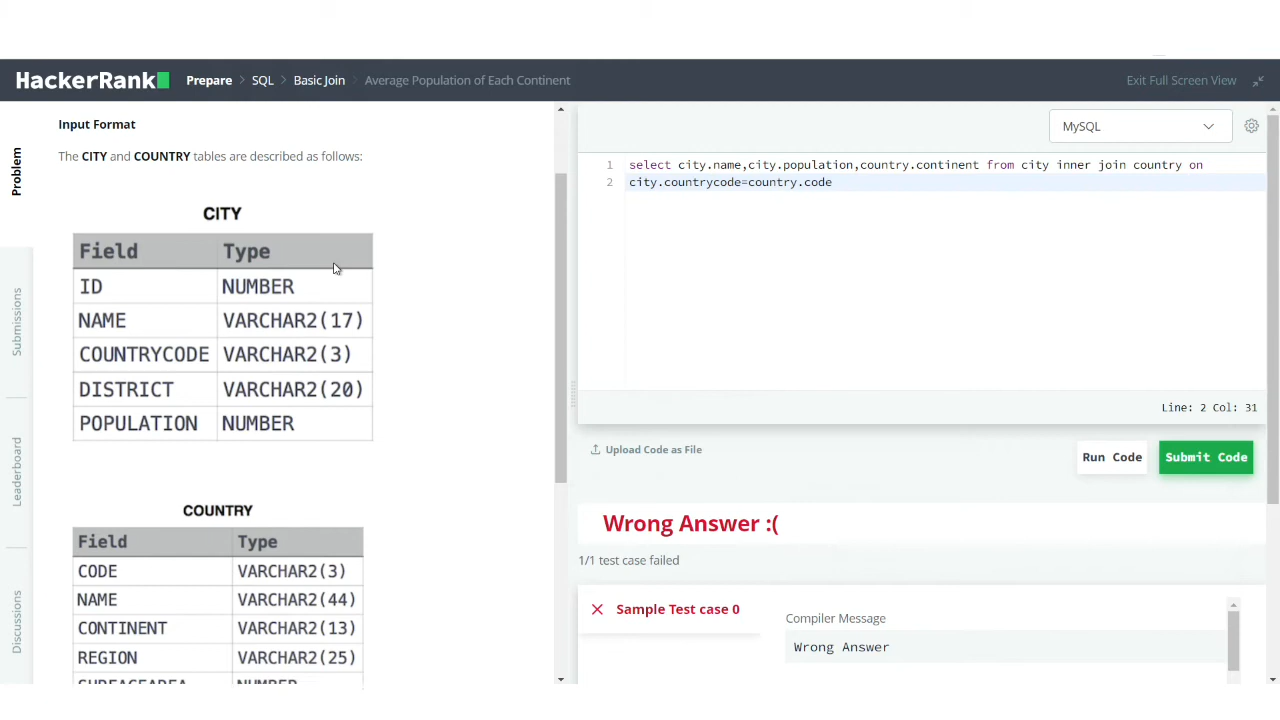 HackerRank
Prepare > SQL > Basic Join > Average Population of Each Continent
Exit Full Screen View
Problem
Submissions
Leaderboard
Discussions
Input Format
The CITY and COUNTRY tables are described as follows:
CITY
Field Type
ID NUMBER
NAME VARCHAR2(17)
COUNTRYCODE VARCHAR2(3)
DISTRICT VARCHAR2(20)
POPULATION NUMBER
COUNTRY
Field Type
CODE VARCHAR2(3)
NAME VARCHAR2(44)
CONTINENT VARCHAR2(13)
REGION VARCHAR2(25)
SURFACEAREA NUMBER
MySQL
1 select city.name,city.population,country.continent from city inner join country on
2 city.countrycode=country.code
Line: 2 Col: 31
Upload Code as File
Run Code
Submit Code
Wrong Answer :(
1/1 test case failed
Sample Test case 0
Compiler Message
Wrong Answer